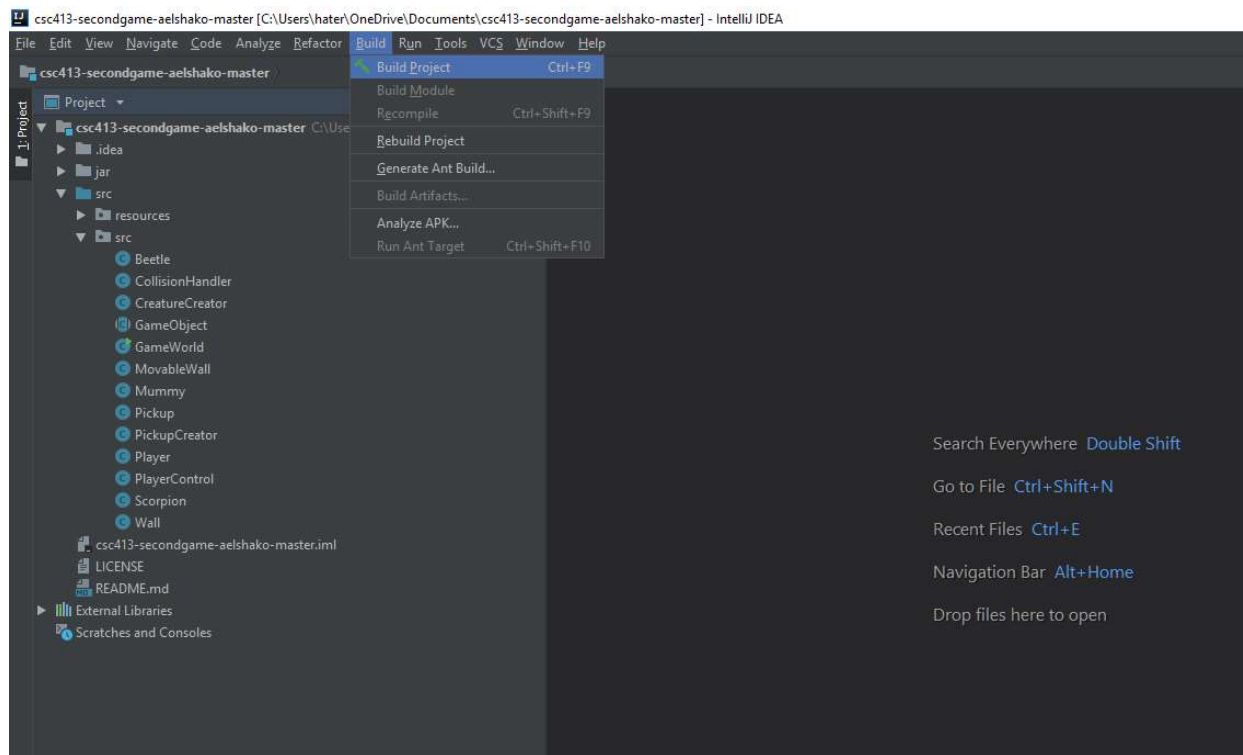 csc413-secondgame-aelshako-master [C:\Users\hater\OneDrive\Documents\csc413-secondgame-aelshako-master] - IntelliJ IDEA
File Edit View Navigate Code Analyze Refactor Build Run Tools VCS Window Help
csc413-secondgame-aelshako-master
Build Project Ctrl+F9
Build Module
Recompile Ctrl+Shift+F9
Rebuild Project
Generate Ant Build...
Build Artifacts...
Analyze APK...
Run Ant Target Ctrl+Shift+F10
1: Project
Project
csc413-secondgame-aelshako-master C:\Use
.idea
jar
src
resources
src
Beetle
CollisionHandler
CreatureCreator
GameObject
GameWorld
MovableWall
Mummy
Pickup
PickupCreator
Player
PlayerControl
Scorpion
Wall
csc413-secondgame-aelshako-master.iml
LICENSE
README.md
External Libraries
Scratches and Consoles
Search Everywhere Double Shift
Go to File Ctrl+Shift+N
Recent Files Ctrl+E
Navigation Bar Alt+Home
Drop files here to open